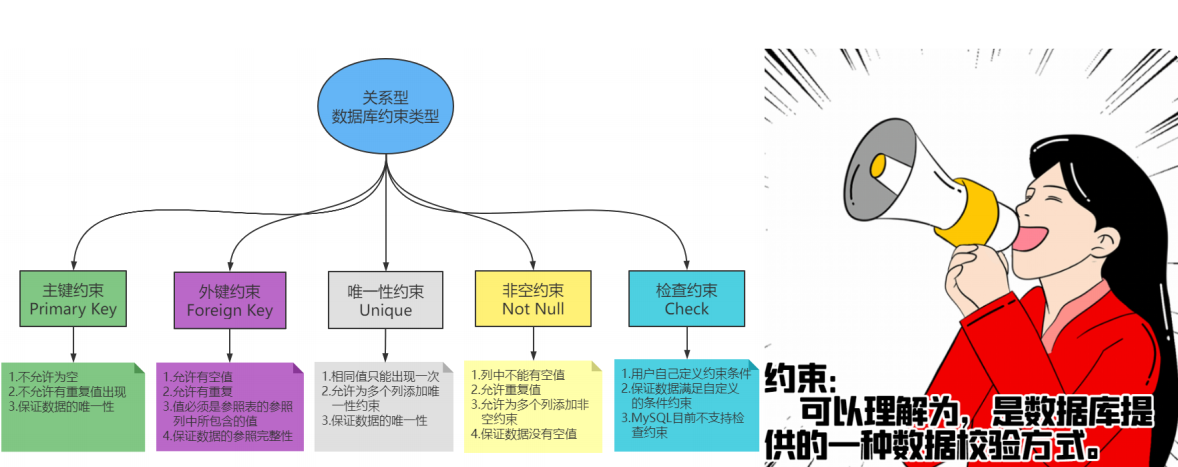 关系型
数据库约束类型
主键约束
Primary Key
外键约束
Foreign Key
唯一性约束
Unique
非空约束
Not Null
检查约束
Check
1.不允许为空
2.不允许有重复值出现
3.保证数据的唯一性
1.允许有空值
2.允许有重复
3.值必须是参照表的参照
列中所包含的值
4.保证数据的参照完整性
1.相同值只能出现一次
2.允许为多个列添加唯
一性约束
3.保证数据的唯一性
1.列中不能有空值
2.允许重复值
3.允许为多个列添加非
空约束
4.保证数据没有空值
1.用户自己定义约束条件
2.保证数据满足自定义
的条件约束
3.MySQL目前不支持检
查约束
约束：
可以理解为，是数据库提
供的一种数据校验方式。